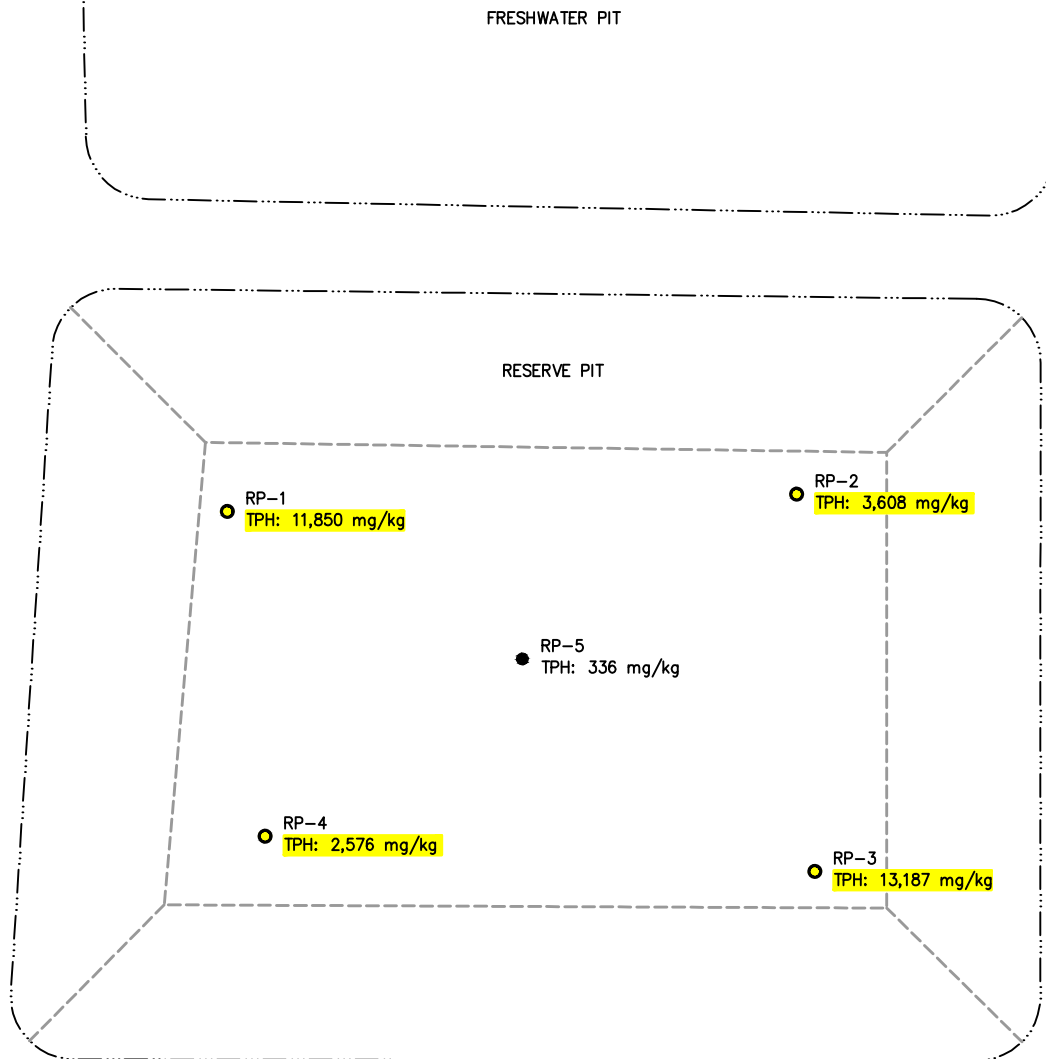 FRESHWATER PIT
RESERVE PIT
RP-1
TPH: 11,850 mg/kg
RP-2
TPH: 3,608 mg/kg
RP-5
TPH: 336 mg/kg
RP-4
TPH: 2,576 mg/kg
RP-3
TPH: 13,187 mg/kg